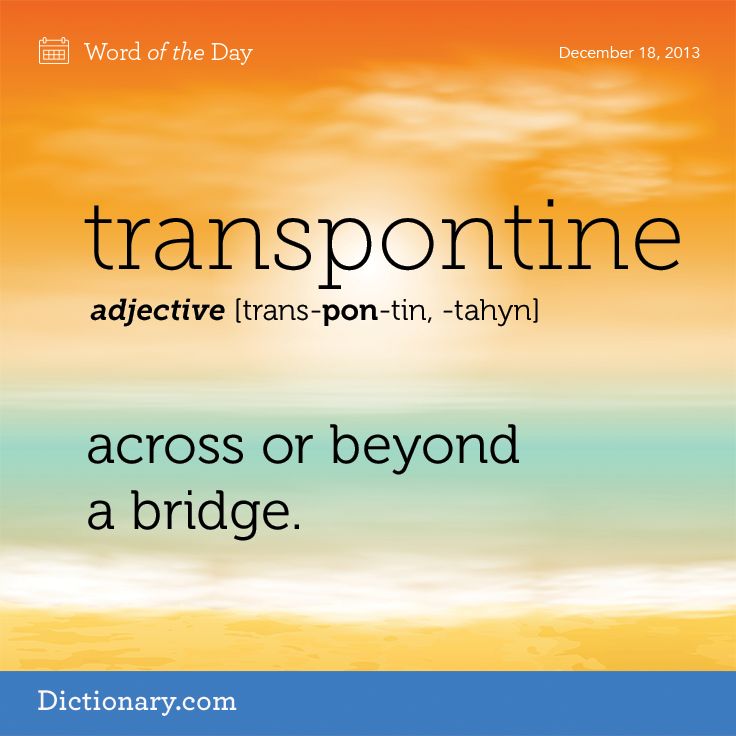 Word of the Day
December 18, 2013
transpontine
adjective [trans-pon-tin, -tahyn]
across or beyond
a bridge.
Dictionary.com